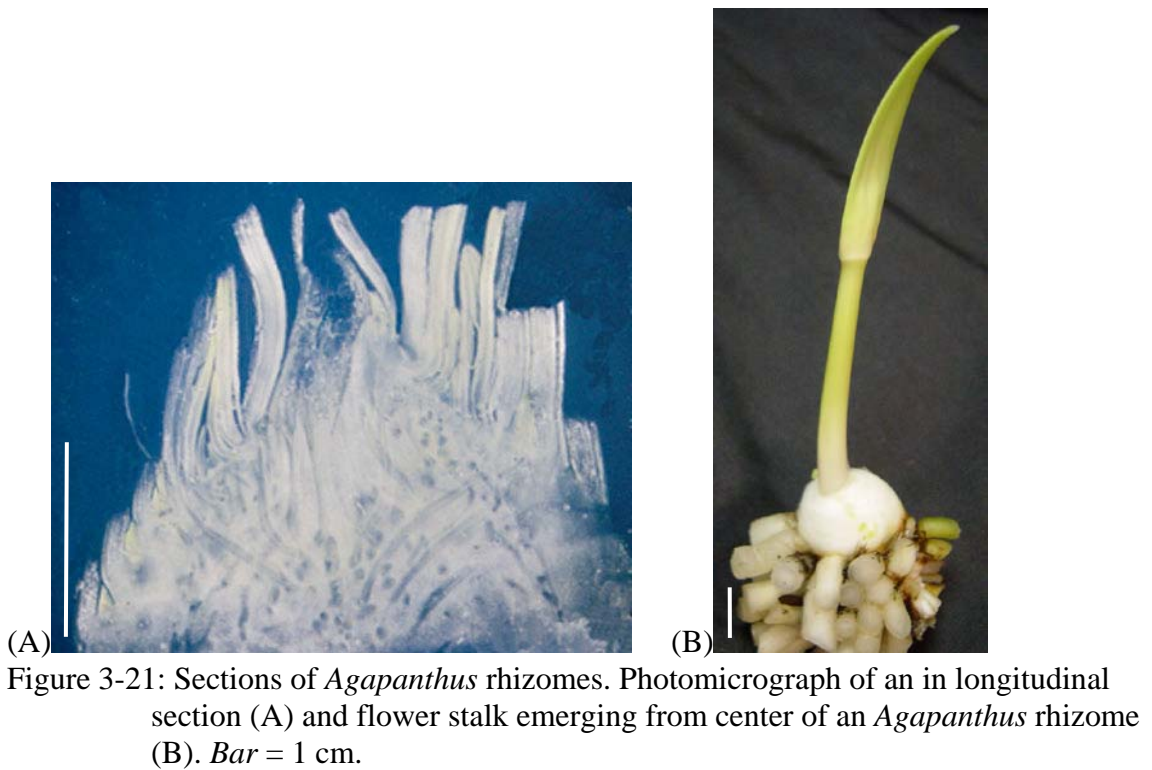 (A) (B)
Figure 3-21: Sections of Agapanthus rhizomes. Photomicrograph of an in longitudinal
section (A) and flower stalk emerging from center of an Agapanthus rhizome
(B). Bar = 1 cm.